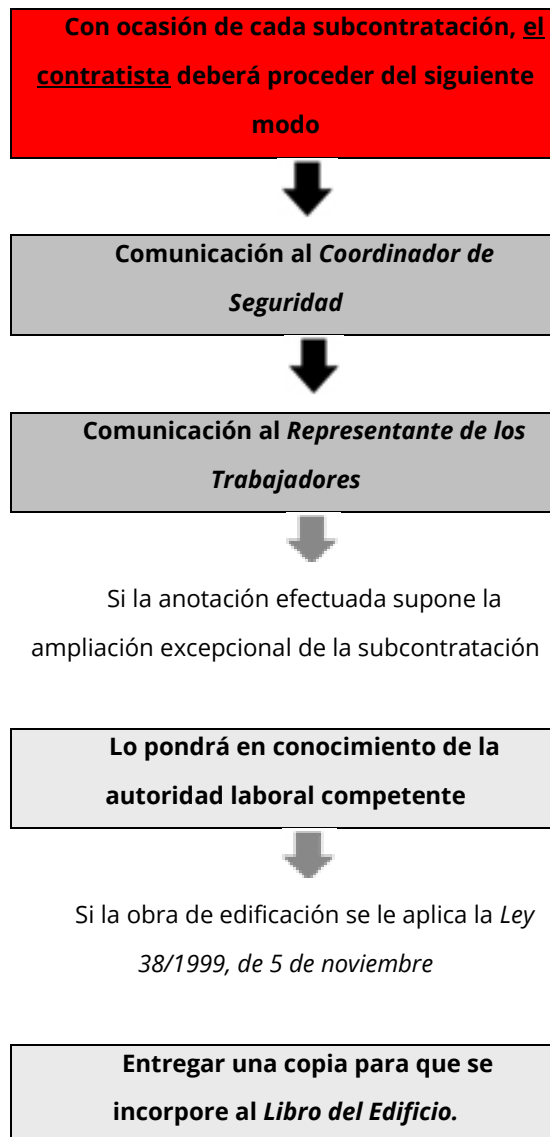 Con ocasión de cada subcontratación, el
contratista deberá proceder del siguiente
modo
Comunicación al Coordinador de
Seguridad
Comunicación al Representante de los
Trabajadores
Si la anotación efectuada supone la
ampliación excepcional de la subcontratación
Lo pondrá en conocimiento de la
autoridad laboral competente
Si la obra de edificación se le aplica la Ley
38/1999, de 5 de noviembre
Entregar una copia para que se
incorpore al Libro del Edificio.